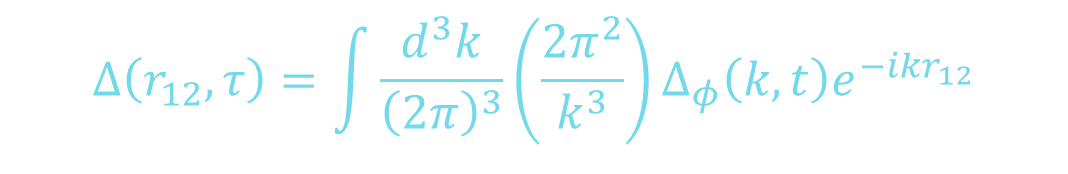 Δ(r₁₂, τ) = ∫ d³k/(2π)³ (2π²/k³) Δ_ϕ(k, t)e^{−ikr₁₂}